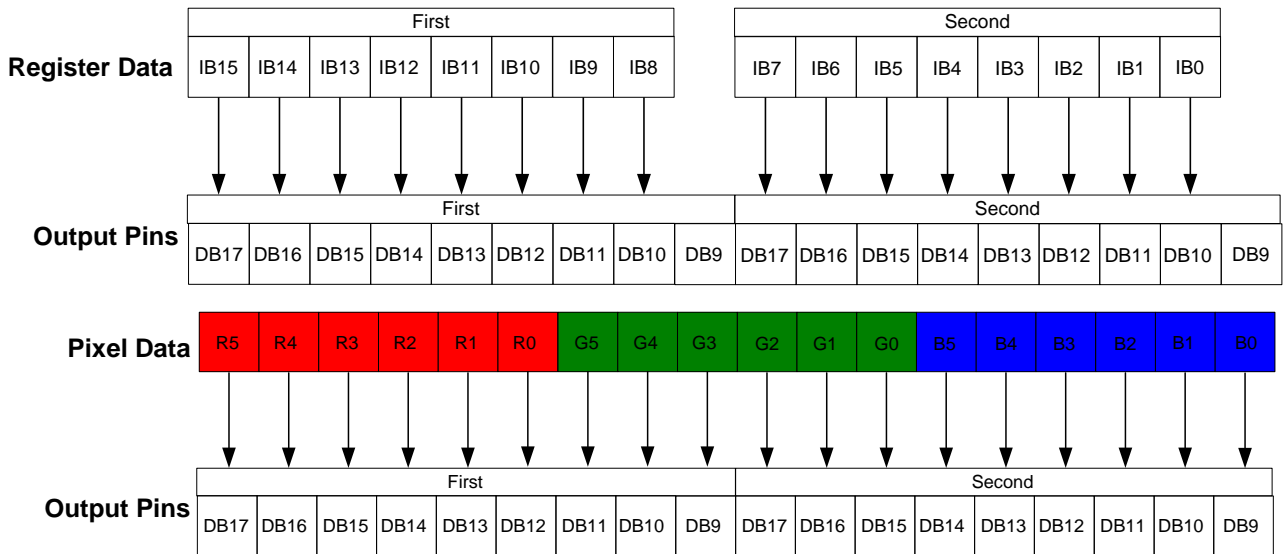 First Second
Register Data IB15 IB14 IB13 IB12 IB11 IB10 IB9 IB8 IB7 IB6 IB5 IB4 IB3 IB2 IB1 IB0
First Second
Output Pins DB17 DB16 DB15 DB14 DB13 DB12 DB11 DB10 DB9 DB17 DB16 DB15 DB14 DB13 DB12 DB11 DB10 DB9
Pixel Data R5 R4 R3 R2 R1 R0 G5 G4 G3 G2 G1 G0 B5 B4 B3 B2 B1 B0
First Second
Output Pins DB17 DB16 DB15 DB14 DB13 DB12 DB11 DB10 DB9 DB17 DB16 DB15 DB14 DB13 DB12 DB11 DB10 DB9